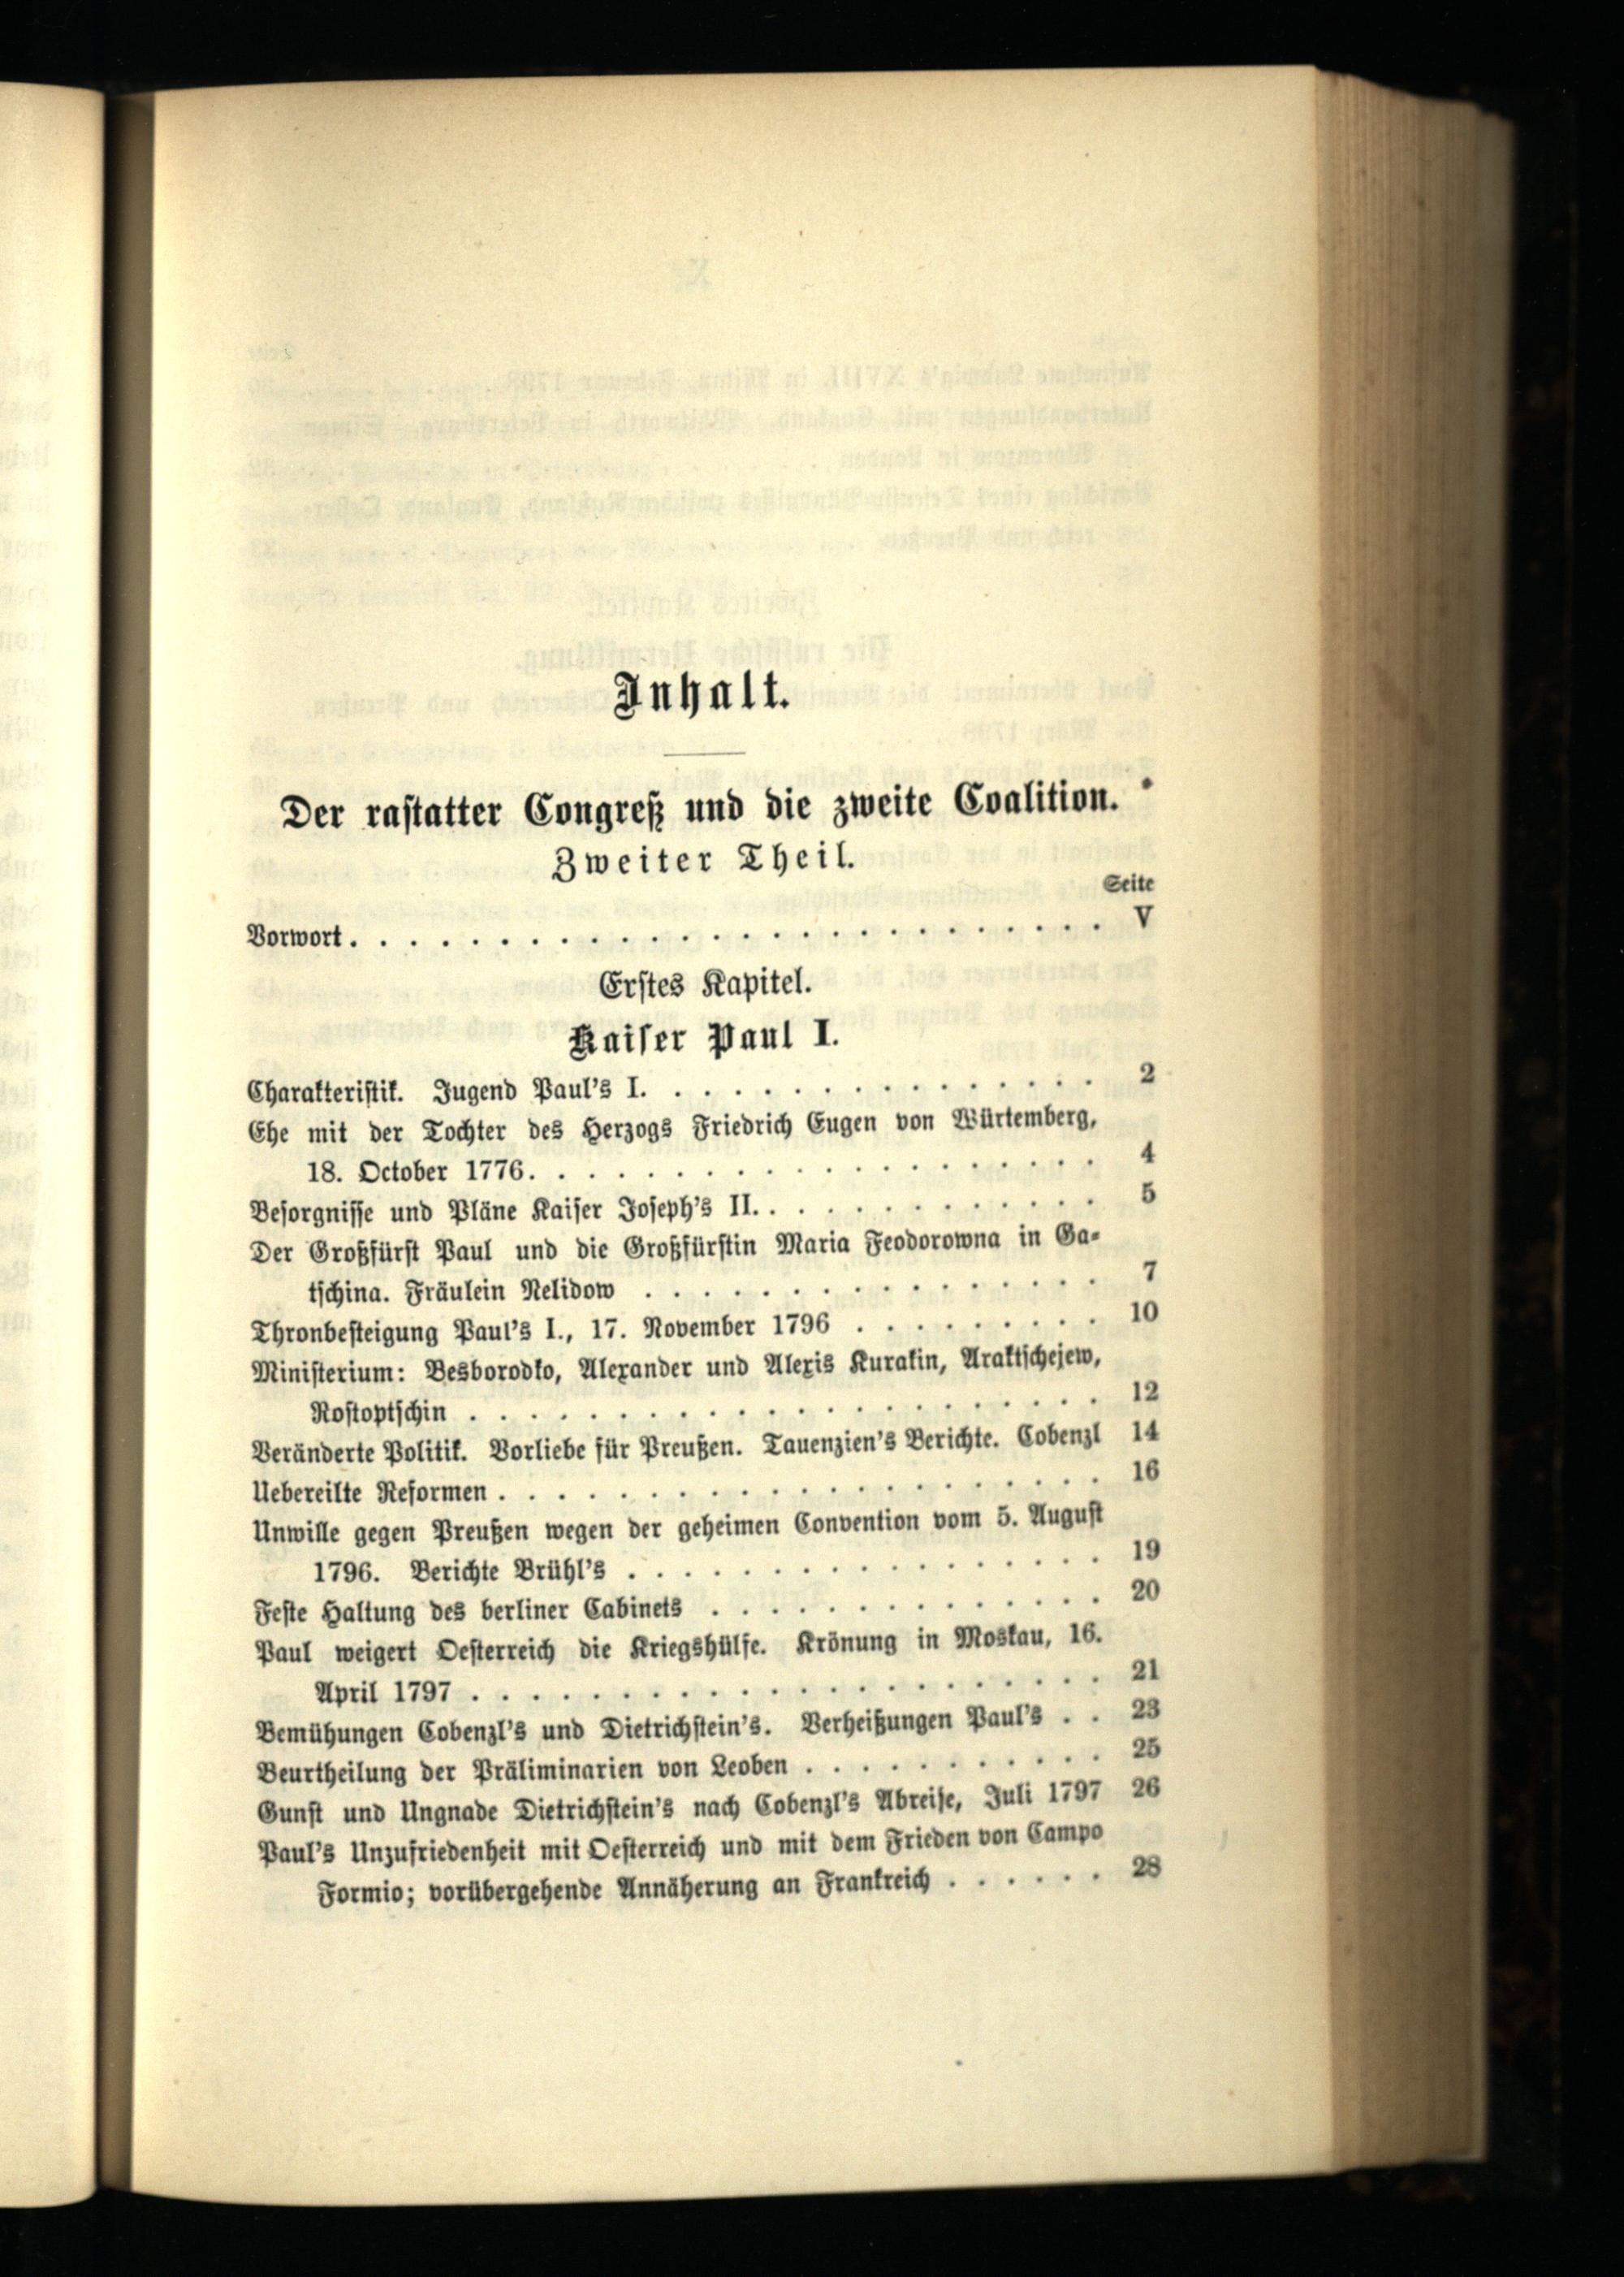 Inhalt.
Der rastatter Congreß und die zweite Coalition.
Zweiter Theil.
Seite
Vorwort. . . . . . . . . . . . . . . . . . . . . . . . . . V
Erstes Kapitel.
Kaiser Paul I.
Charakteristik. Jugend Paul's I. . . . . . . . . . . . . . . . 2
Ehe mit der Tochter des Herzogs Friedrich Eugen von Würtemberg,
18. October 1776. . . . . . . . . . . . . . . . . . . . 4
Besorgnisse und Pläne Kaiser Joseph's II. . . . . . . . . . . . . 5
Der Großfürst Paul und die Großfürstin Maria Feodorowna in Ga-
tschina. Fräulein Nelidow . . . . . . . . . . . . . . . . 7
Thronbesteigung Paul's I., 17. November 1796 . . . . . . . . . 10
Ministerium: Besborodko, Alexander und Alexis Kurakin, Araktschejew,
Rostoptschin . . . . . . . . . . . . . . . . . . . . . . 12
Veränderte Politik. Vorliebe für Preußen. Tauenzien's Berichte. Cobenzl 14
Uebereilte Reformen . . . . . . . . . . . . . . . . . . . . . 16
Unwille gegen Preußen wegen der geheimen Convention vom 5. August
1796. Berichte Brühl's . . . . . . . . . . . . . . . . . 19
Feste Haltung des berliner Cabinets . . . . . . . . . . . . . . 20
Paul weigert Oesterreich die Kriegshülfe. Krönung in Moskau, 16.
April 1797 . . . . . . . . . . . . . . . . . . . . . . 21
Bemühungen Cobenzl's und Dietrichstein's. Verheißungen Paul's . . 23
Beurtheilung der Präliminarien von Leoben . . . . . . . . . . . 25
Gunst und Ungnade Dietrichstein's nach Cobenzl's Abreise, Juli 1797 26
Paul's Unzufriedenheit mit Oesterreich und mit dem Frieden von Campo
Formio; vorübergehende Annäherung an Frankreich . . . . . . 28